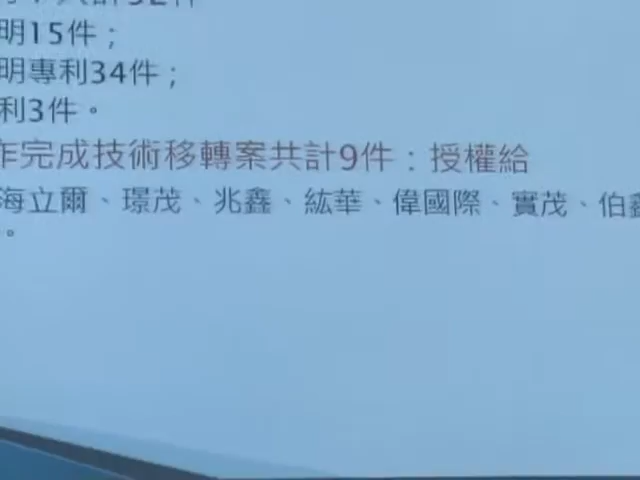 明15件；
明專利34件；
利3件。
作完成技術移轉案共計9件：授權給
海立爾、璟茂、兆鑫、紘華、偉國際、實茂、伯鑫
。